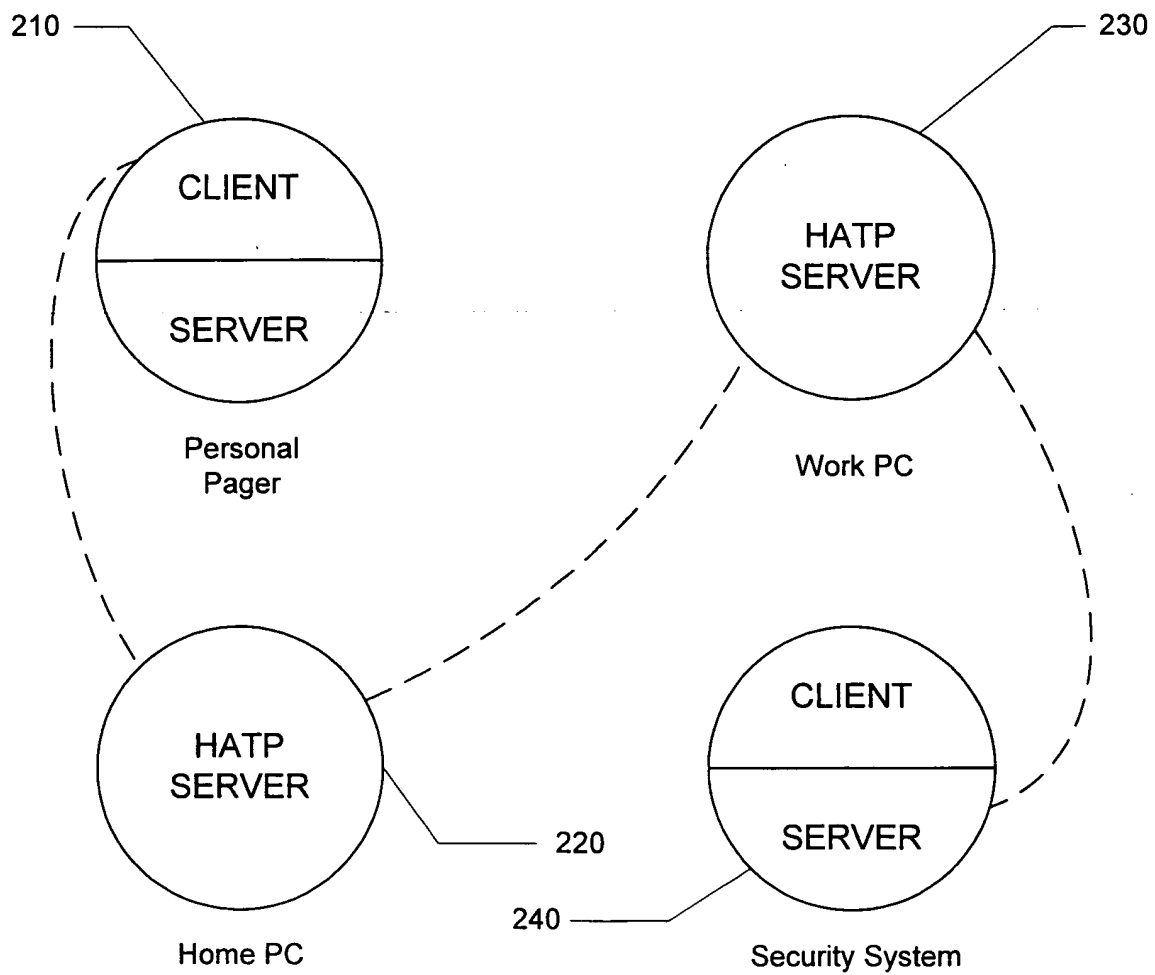 210
230
CLIENT
SERVER
HATP
SERVER
Personal
Pager
Work PC
HATP
SERVER
CLIENT
SERVER
220
240
Home PC
Security System